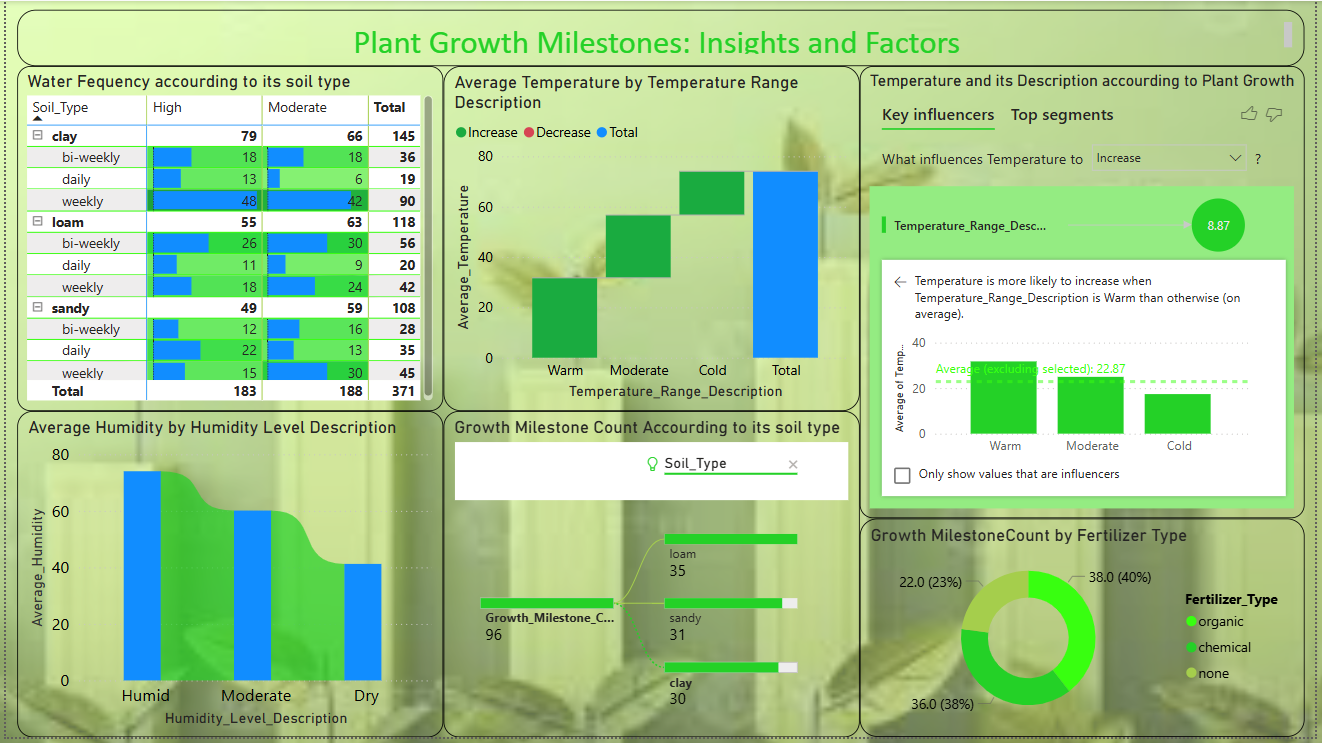 Plant Growth Milestones: Insights and Factors
Water Fequency accourding to its soil type
Soil_Type High Moderate Total
clay 79 66 145
bi-weekly 18 18 36
daily 13 6 19
weekly 48 42 90
loam 55 63 118
bi-weekly 26 30 56
daily 11 9 20
weekly 18 24 42
sandy 49 59 108
bi-weekly 12 16 28
daily 22 13 35
weekly 15 30 45
Total 183 188 371
Average Temperature by Temperature Range
Description
Increase Decrease Total
80
60
40
20
0
Average_Temperature
Warm Moderate Cold Total
Temperature_Range_Description
Temperature and its Description accourding to Plant Growth
Key influencers Top segments
What influences Temperature to Increase ?
Temperature_Range_Desc... 8.87
Temperature is more likely to increase when
Temperature_Range_Description is Warm than otherwise (on
average).
40
20
0
Average of Temp...
Average (excluding selected): 22.87
Warm Moderate Cold
Only show values that are influencers
Average Humidity by Humidity Level Description
80
60
40
20
0
Average_Humidity
Humid Moderate Dry
Humidity_Level_Description
Growth Milestone Count Accourding to its soil type
Soil_Type
Growth_Milestone_C...
96
loam
35
sandy
31
clay
30
Growth MilestoneCount by Fertilizer Type
22.0 (23%)
38.0 (40%)
36.0 (38%)
Fertilizer_Type
organic
chemical
none